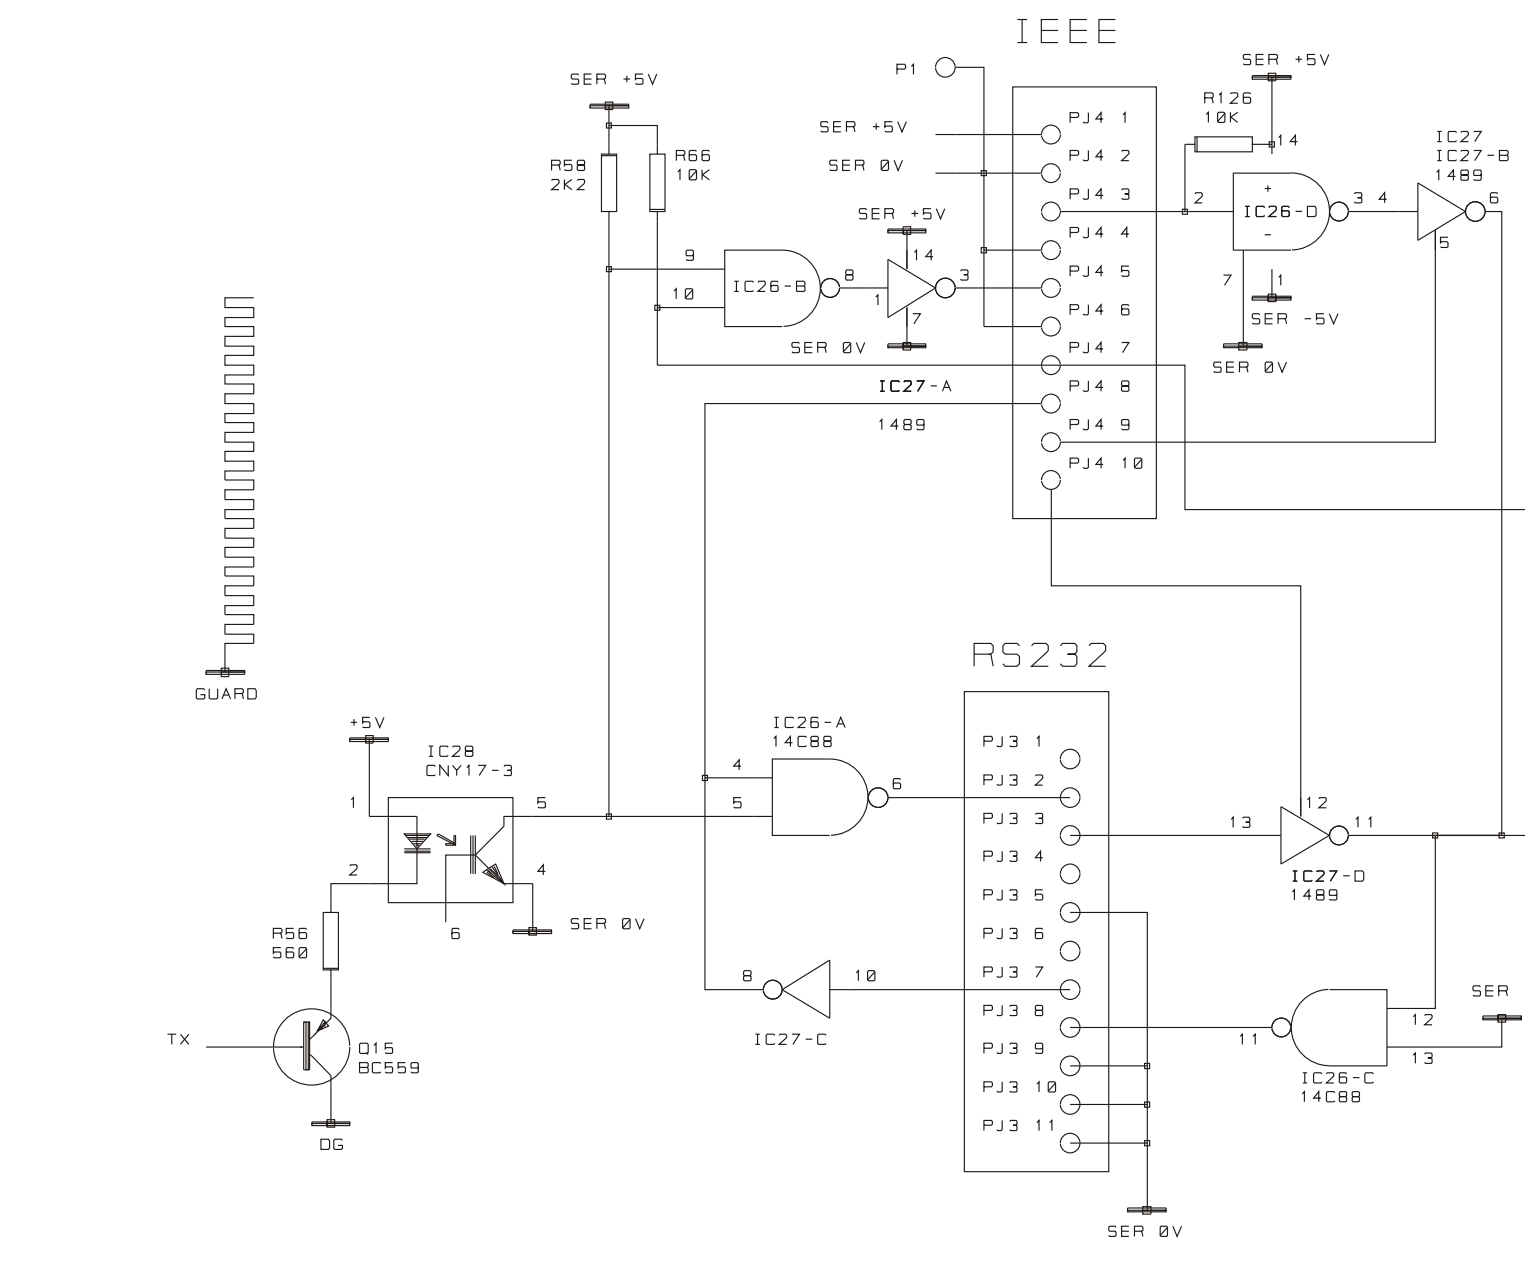 IEEE
P1
SER +5V
SER +5V
R126
10K
14
SER +5V
PJ4 1
IC27
IC27-B
1489
R58
2K2
R66
10K
SER 0V
PJ4 2
PJ4 3
2
+
IC26-D
-
3 4
6
5
SER +5V
14
PJ4 4
9
IC26-B
8
1
3
PJ4 5
7
1
10
7
PJ4 6
SER -5V
SER 0V
PJ4 7
SER 0V
IC27-A
PJ4 8
1489
PJ4 9
PJ4 10
GUARD
RS232
+5V
IC28
CNY17-3
IC26-A
14C88
PJ3 1
4
6
PJ3 2
1
5
5
PJ3 3
13
12
11
IC27-D
1489
2
4
PJ3 4
PJ3 5
6
SER 0V
R56
560
PJ3 6
8
10
PJ3 7
SER
IC27-C
PJ3 8
11
12
13
IC26-C
14C88
TX
Q15
BC559
PJ3 9
PJ3 10
PJ3 11
DG
SER 0V